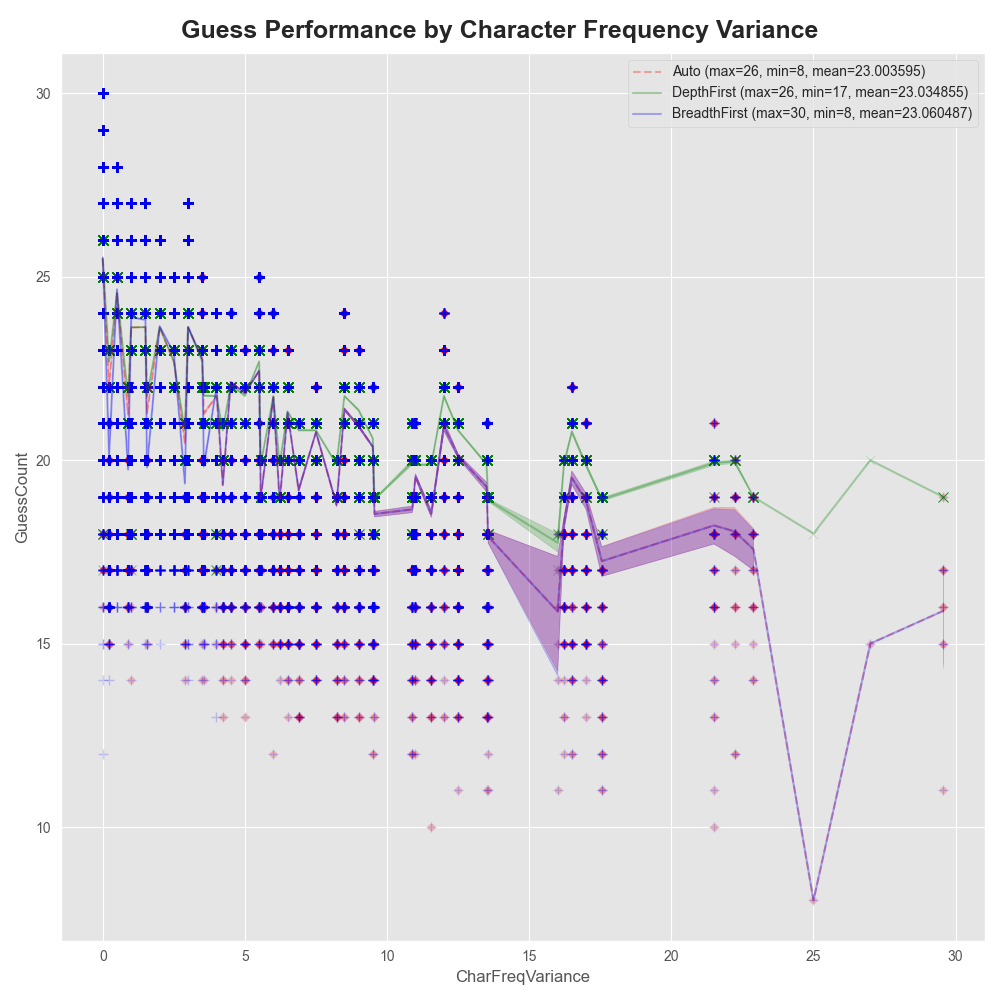 Guess Performance by Character Frequency Variance
Auto (max=26, min=8, mean=23.003595)
DepthFirst (max=26, min=17, mean=23.034855)
BreadthFirst (max=30, min=8, mean=23.060487)
30
25
20
15
10
GuessCount
0
5
10
15
20
25
30
CharFreqVariance